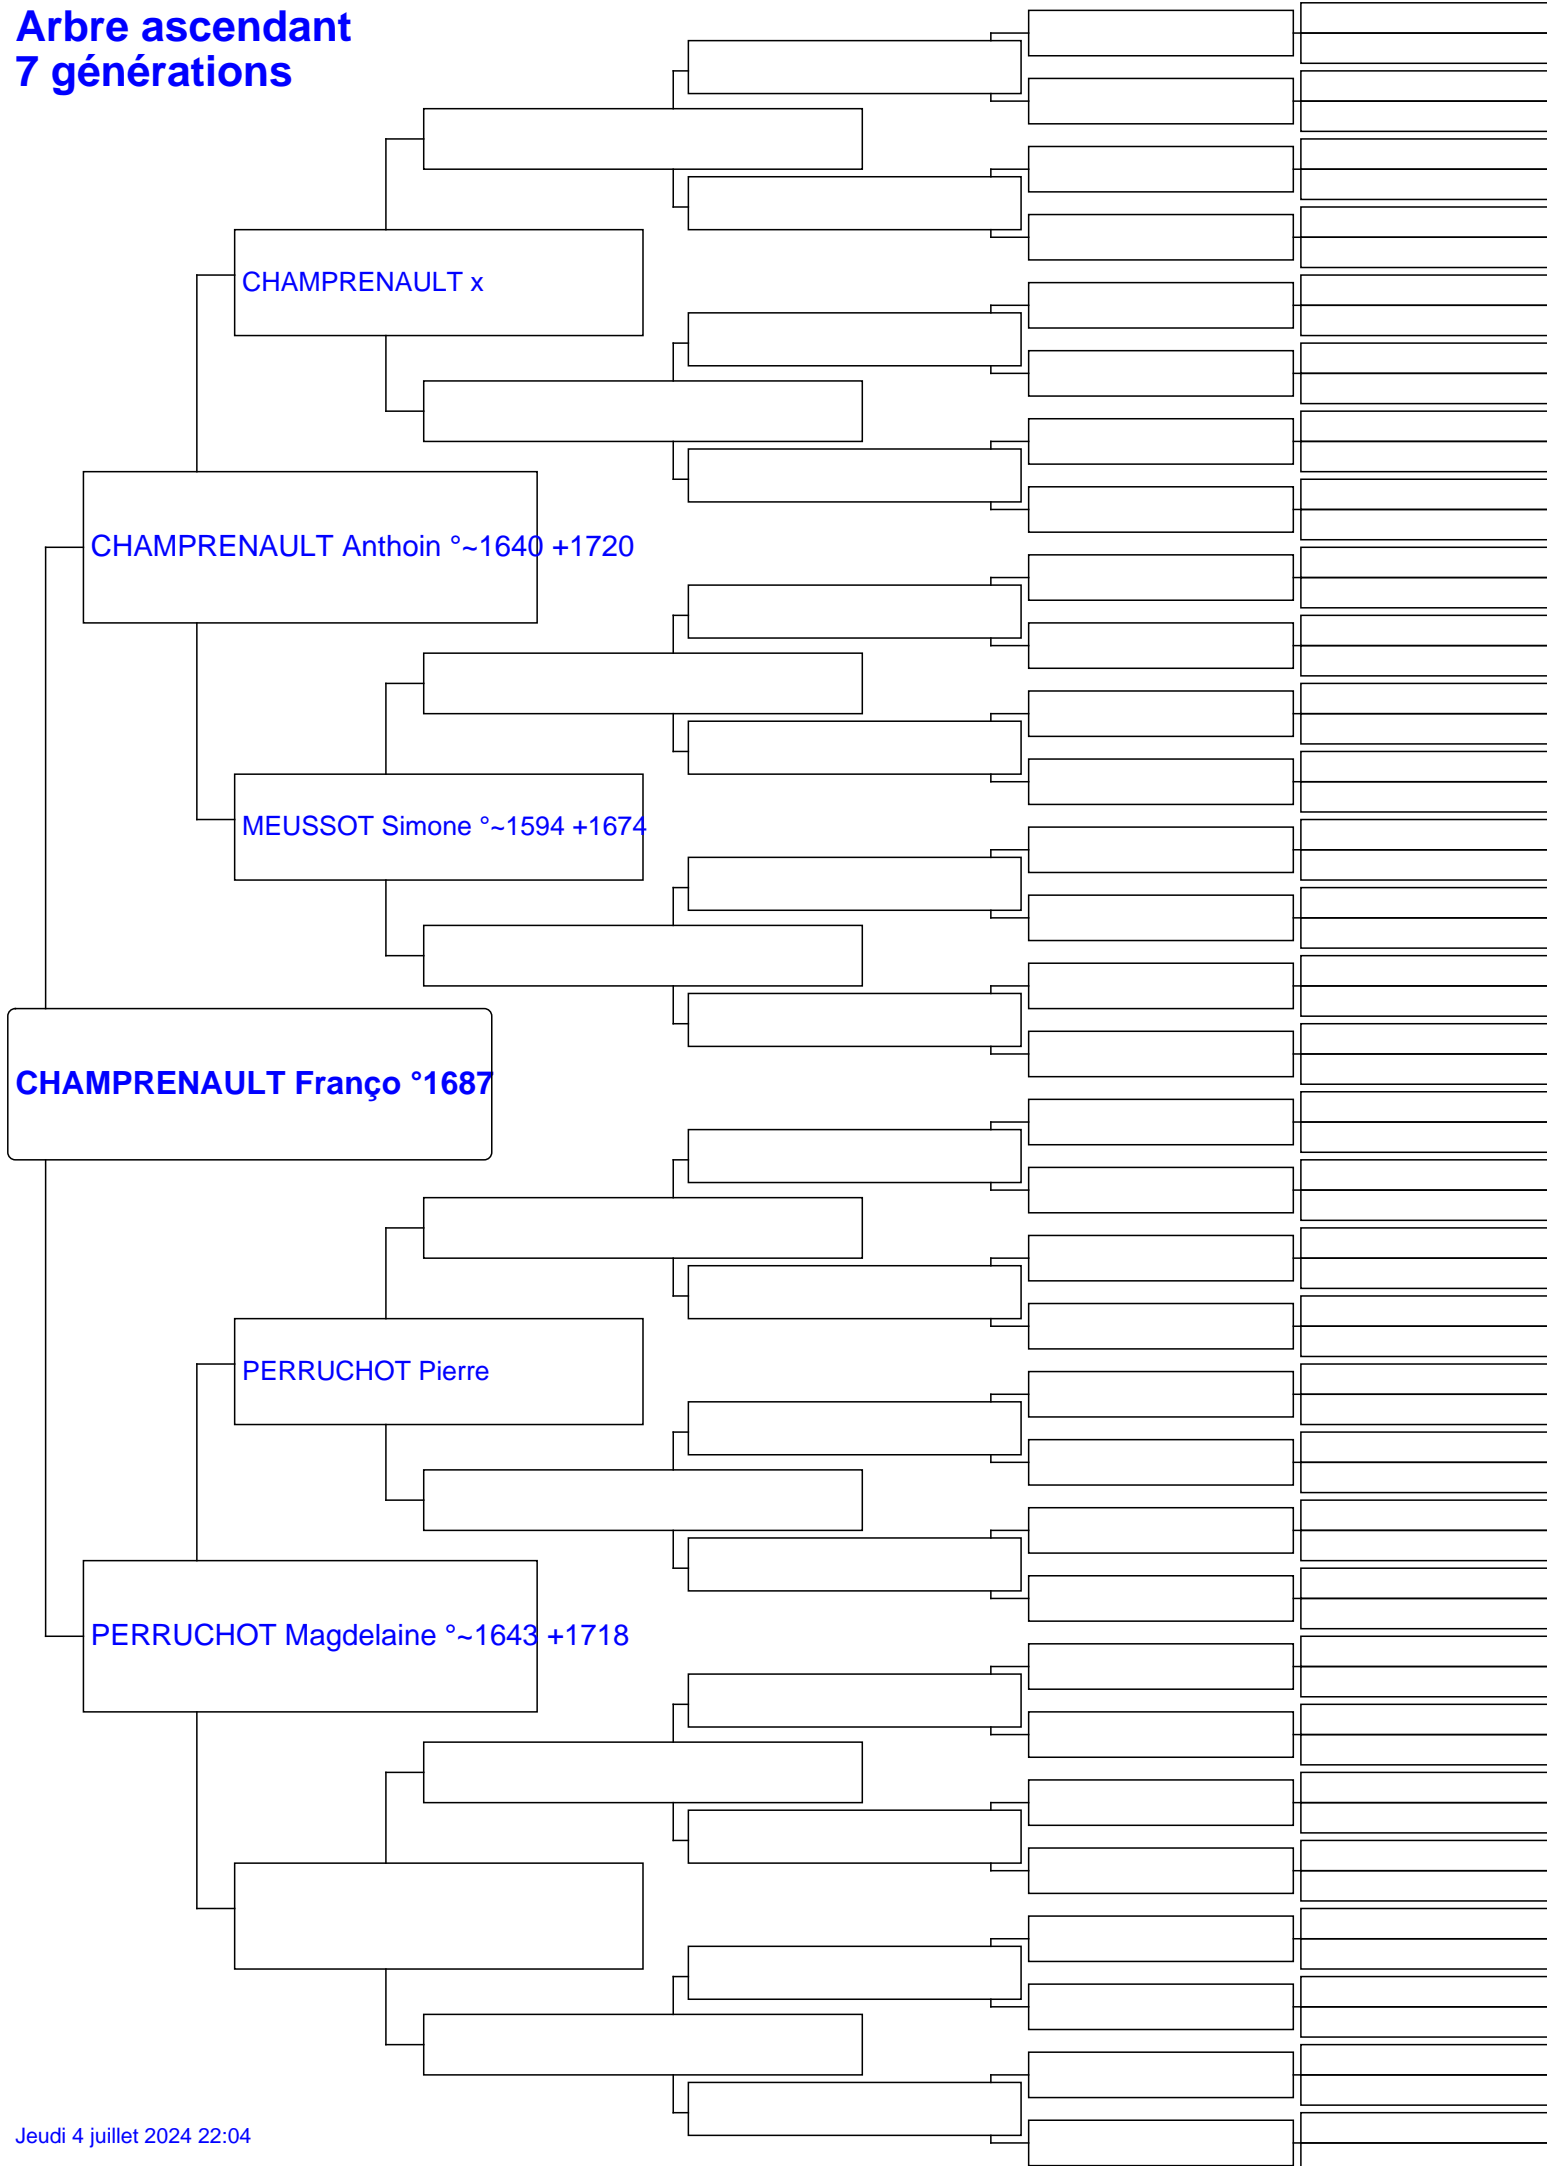 Arbre ascendant
7 générations
CHAMPRENAULT x
CHAMPRENAULT Anthoin °~1640 +1720
MEUSSOT Simone °~1594 +1674
CHAMPRENAULT Franço °1687
PERRUCHOT Pierre
PERRUCHOT Magdelaine °~1643 +1718
Jeudi 4 juillet 2024 22:04